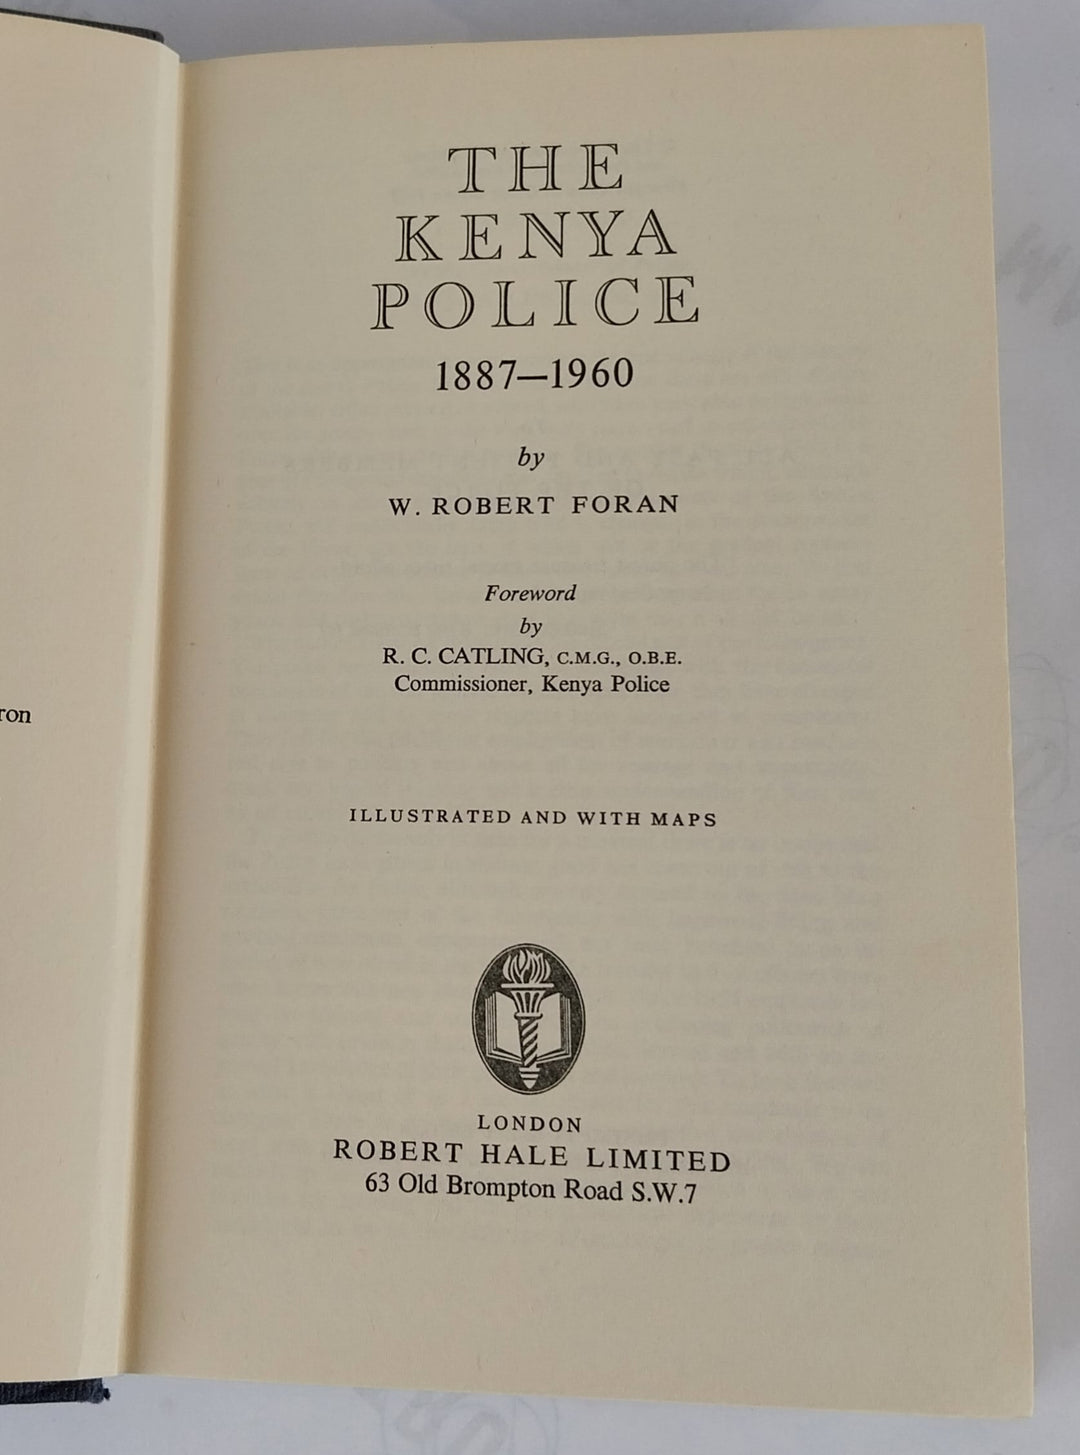 THE
KENYA
POLICE
1887—1960
by
W. ROBERT FORAN
Foreword
by
R. C. CATLING, C.M.G., O.B.E.
Commissioner, Kenya Police
ron
ILLUSTRATED AND WITH MAPS
LONDON
ROBERT HALE LIMITED
63 Old Brompton Road S.W.7